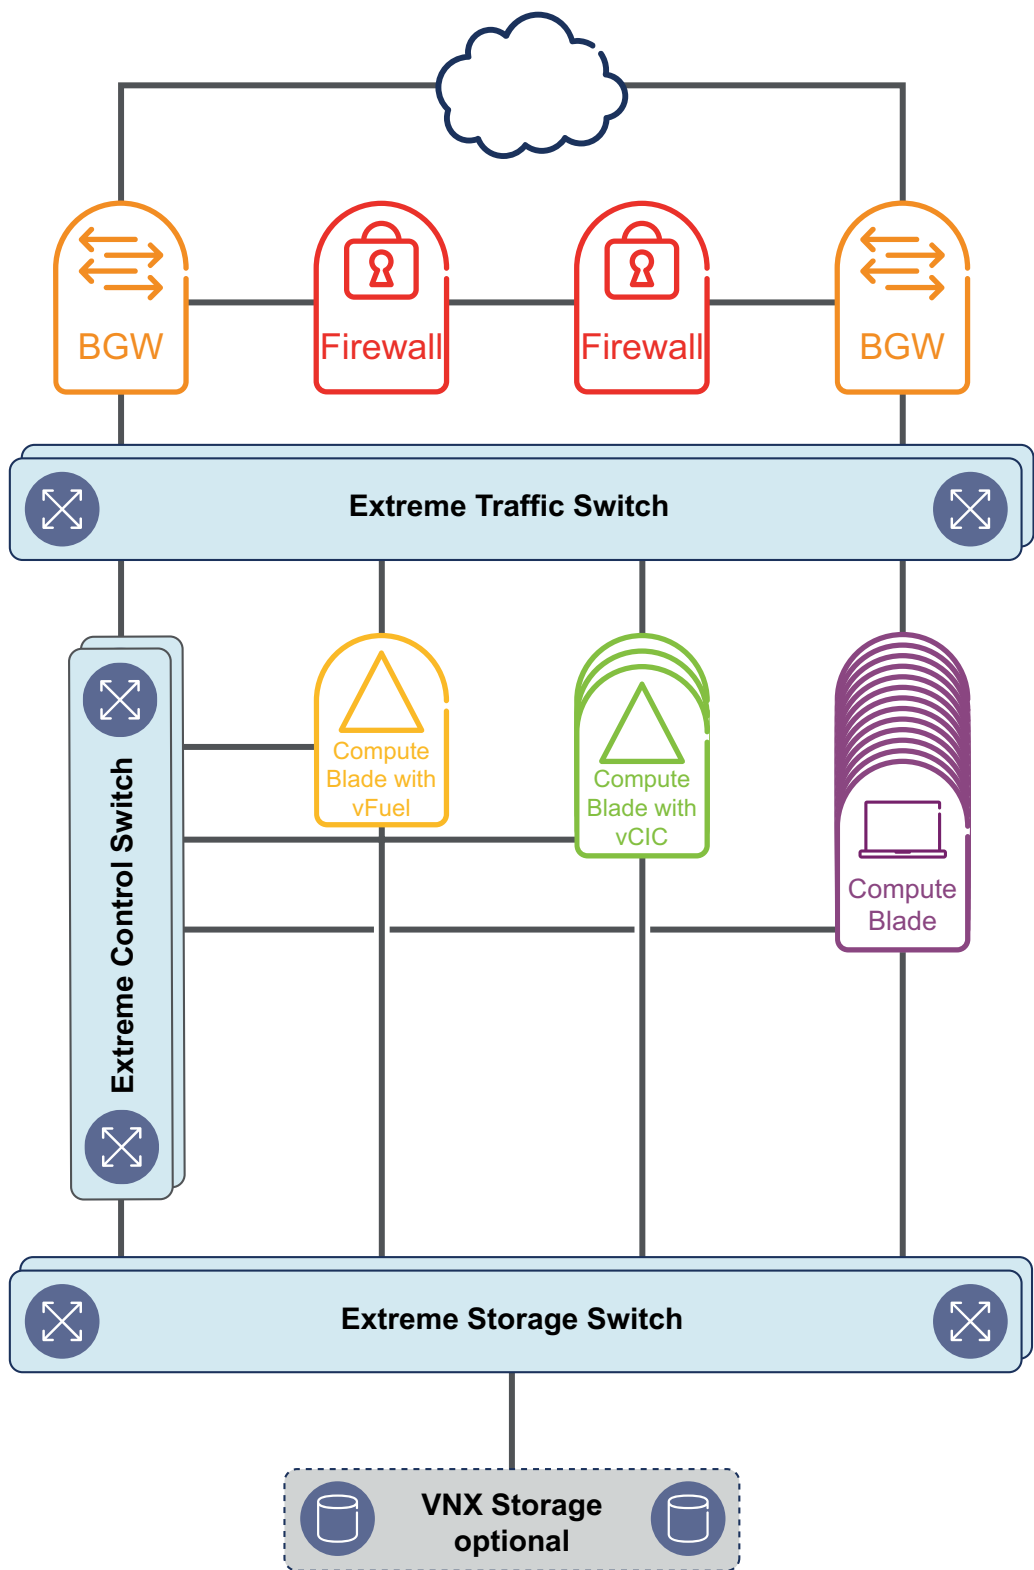 BGW
Firewall
Firewall
BGW
Extreme Traffic Switch
Extreme Control Switch
Compute
Blade with
vFuel
Compute
Blade with
vCIC
Compute
Blade
Extreme Storage Switch
VNX Storage
optional